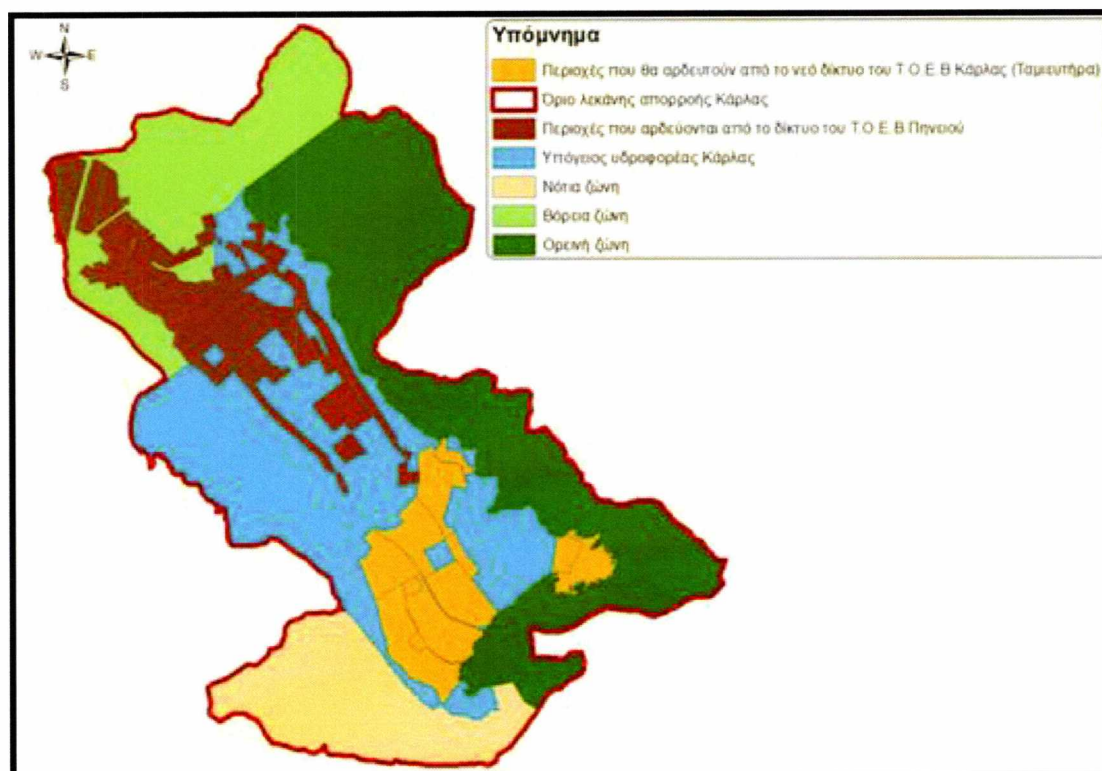 N
W E
S
Υπόμνημα
Περιοχές που θα αρδευτούν από το νεό δίκτυο του Τ.Ο.Ε.Β Κάρλας (Ταμιευτήρα)
Όριο λεκάνης απορροής Κάρλας
Περιοχές που αρδεύονται από το δίκτυο του Τ.Ο.Ε.Β Πηνειού
Υπόγειος υδροφορέας Κάρλας
Νότια ζώνη
Βόρεια ζώνη
Ορεινή ζώνη